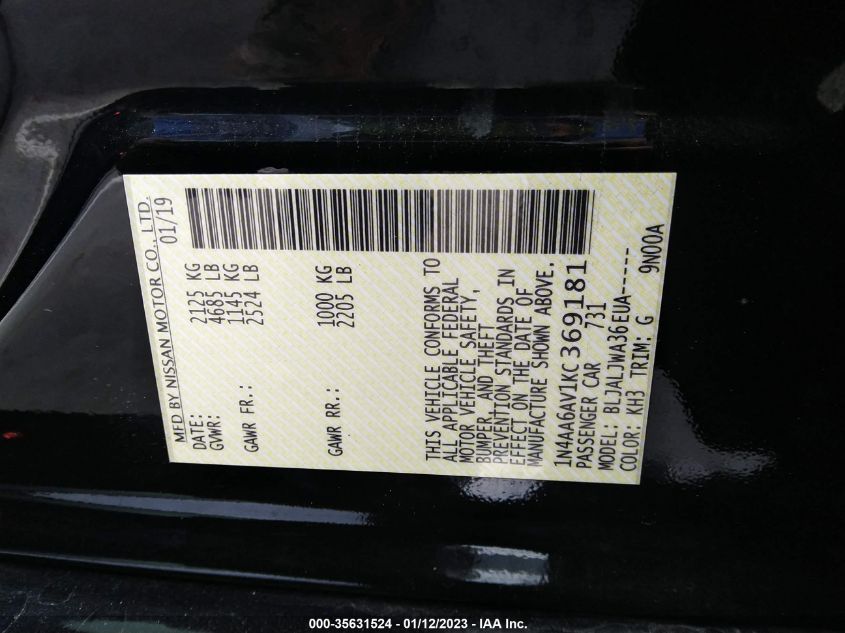 MFD BY NISSAN MOTOR CO., LTD.
DATE: 01/19
GVWR: 2125 KG
4685 LB
GAWR FR.: 1145 KG
2524 LB
GAWR RR.: 1000 KG
2205 LB
THIS VEHICLE CONFORMS TO
ALL APPLICABLE FEDERAL
MOTOR VEHICLE SAFETY,
BUMPER, AND THEFT
PREVENTION STANDARDS IN
EFFECT ON THE DATE OF
MANUFACTURE SHOWN ABOVE.
1N4AA6AV1KC369181
PASSENGER CAR 731
MODEL: BLJALJWA36EUA-----
COLOR: KH3 TRIM: G 9N00A
000-35631524 - 01/12/2023 - IAA Inc.